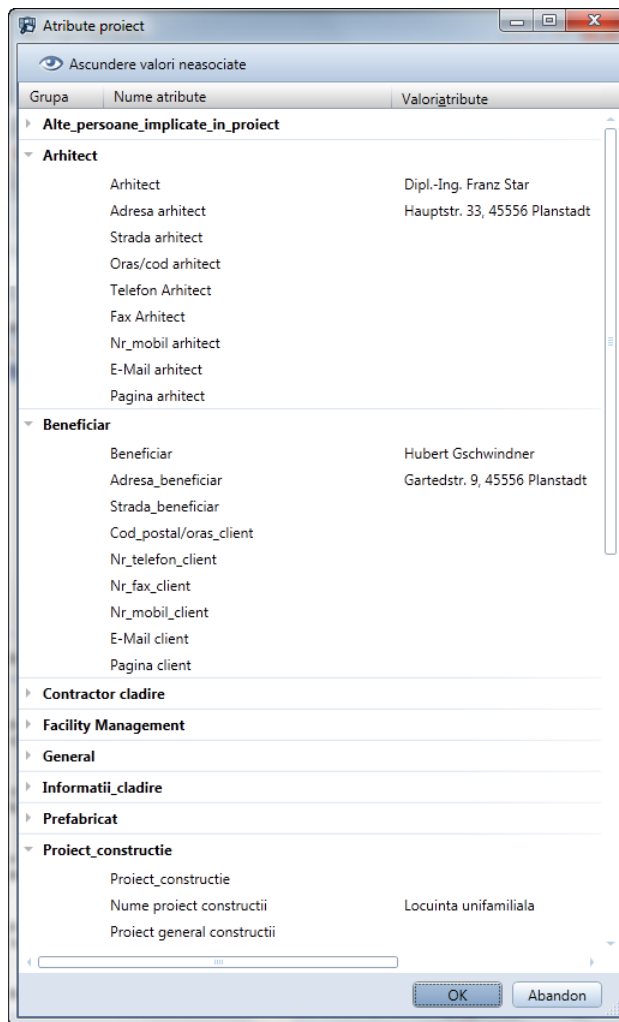 Atribute proiect
Ascundere valori neasociate
Grupa Nume atribute Valoriatribute
Alte_persoane_implicate_in_proiect
Arhitect
Arhitect Dipl.-Ing. Franz Star
Adresa arhitect Hauptstr. 33, 45556 Planstadt
Strada arhitect
Oras/cod arhitect
Telefon Arhitect
Fax Arhitect
Nr_mobil arhitect
E-Mail arhitect
Pagina arhitect
Beneficiar
Beneficiar Hubert Gschwindner
Adresa_beneficiar Gartedstr. 9, 45556 Planstadt
Strada_beneficiar
Cod_postal/oras_client
Nr_telefon_client
Nr_fax_client
Nr_mobil_client
E-Mail client
Pagina client
Contractor cladire
Facility Management
General
Informatii_cladire
Prefabricat
Proiect_constructie
Proiect_constructie
Nume proiect constructii Locuinta unifamiliala
Proiect general constructii
OK Abandon